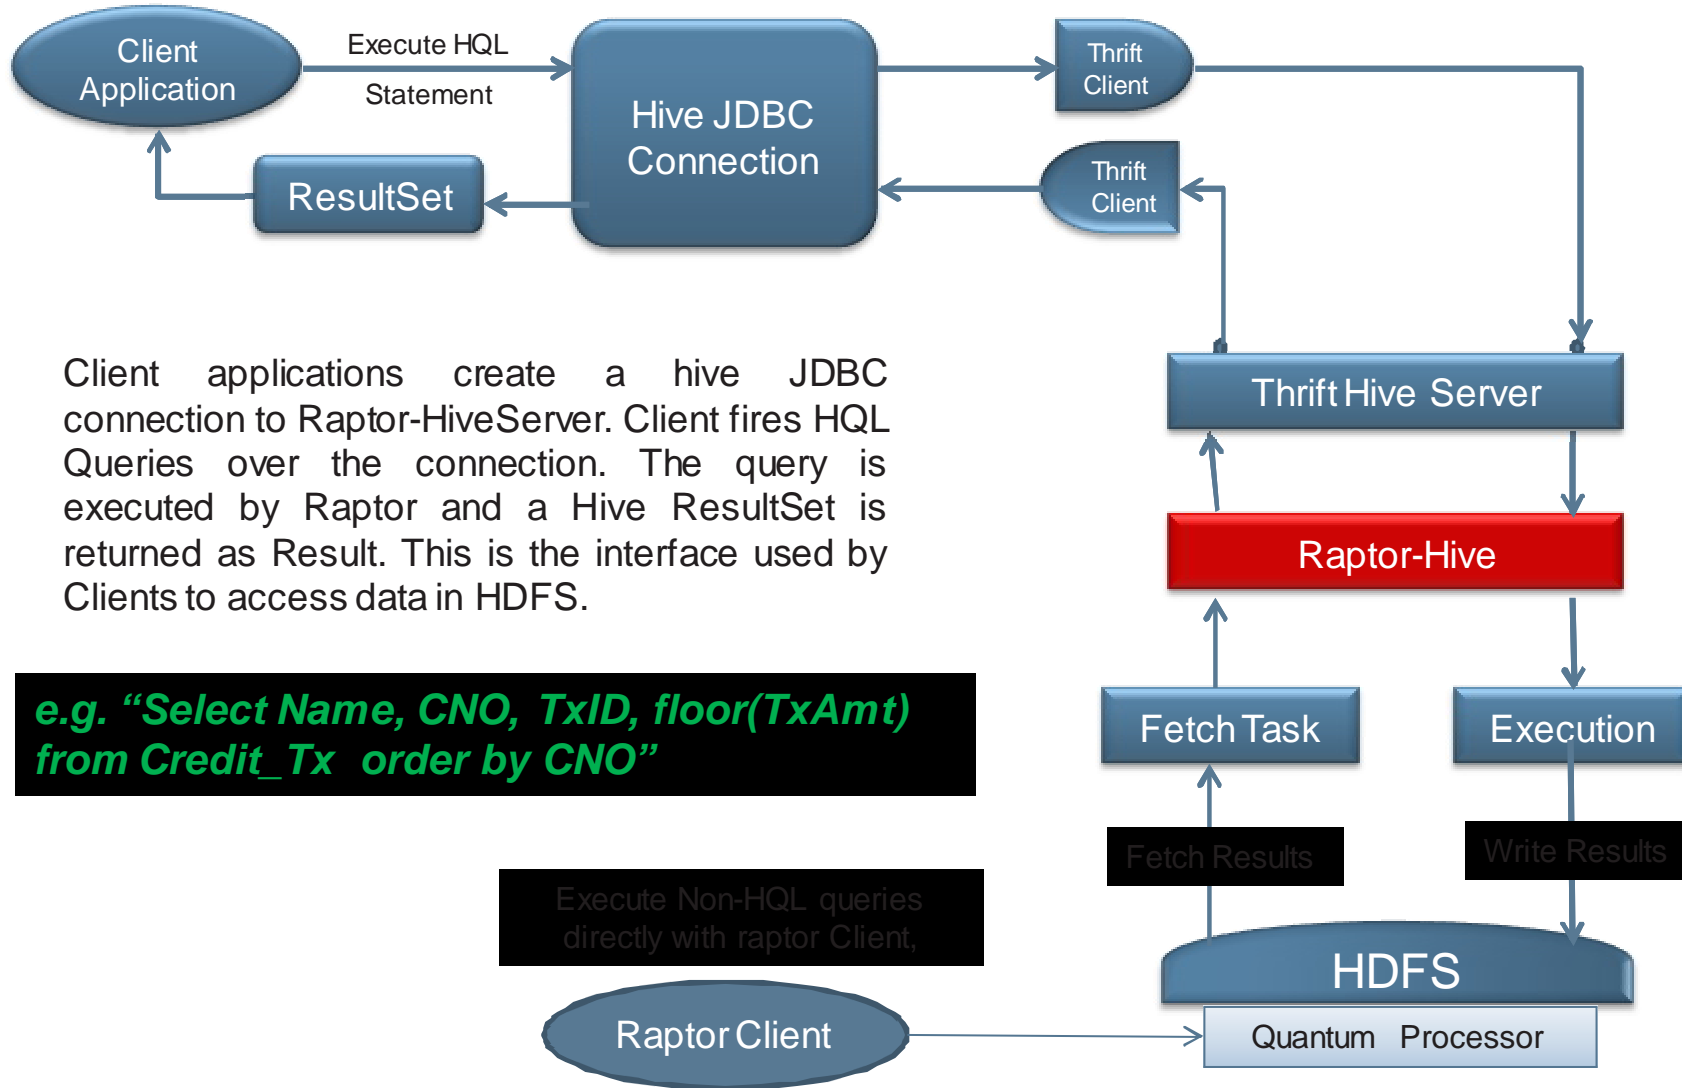 Client
Application
Execute HQL
Statement
Hive JDBC
Connection
Thrift
Client
Thrift
Client
ResultSet
Client applications create a hive JDBC
connection to Raptor-HiveServer. Client fires HQL
Queries over the connection. The query is
executed by Raptor and a Hive ResultSet is
returned as Result. This is the interface used by
Clients to access data in HDFS.
Thrift Hive Server
Raptor-Hive
e.g. “Select Name, CNO, TxID, floor(TxAmt)
from Credit_Tx order by CNO”
Fetch Task
Execution
Fetch Results
Write Results
Execute Non-HQL queries
directly with raptor Client,
HDFS
Raptor Client
Quantum Processor